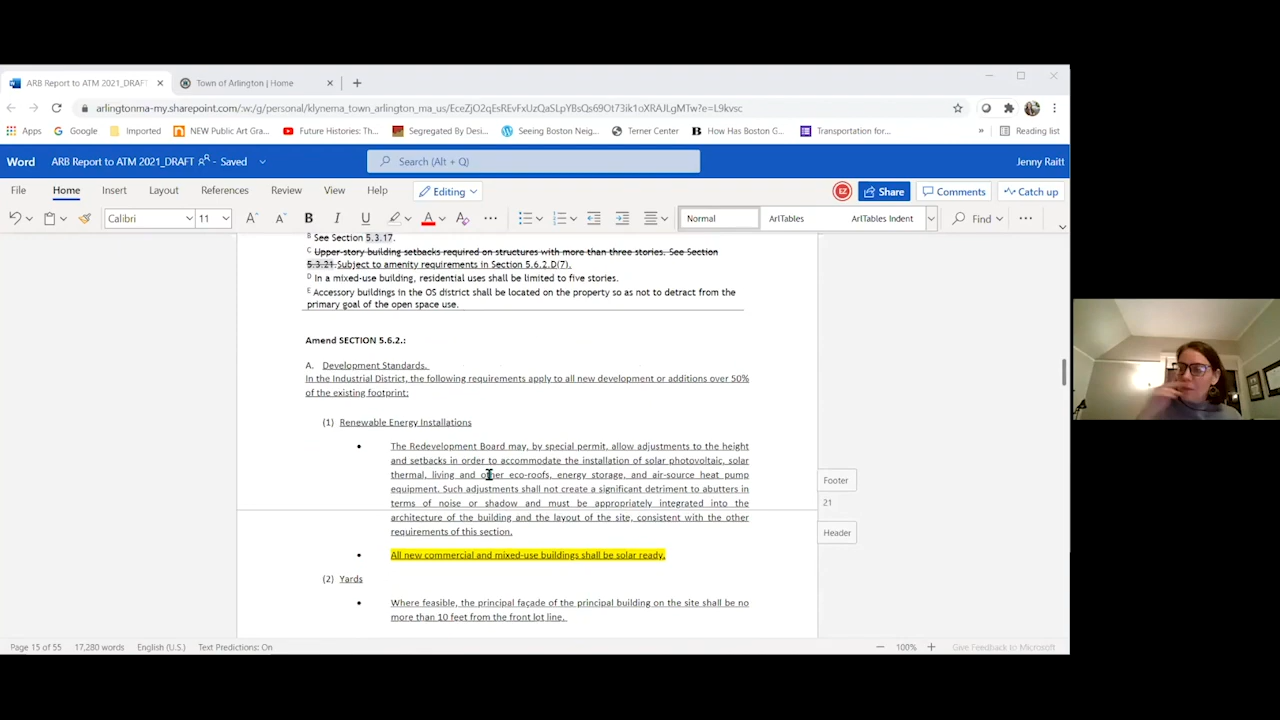 ARB Report to ATM 2021_DRAFT
Town of Arlington | Home
arlingtonma-my.sharepoint.com/:w:/g/personal/klynema_town_arlington_ma_us/EceZjO2qEsREvFxUzQaSLpYBsQs69Ot73ik1oXRAJLgMTw?e=L9kvsc
Apps Google Imported NEW Public Art Gra... Future Histories: Th... Segregated By Desi... Seeing Boston Neig... Terner Center How Has Boston G... Transportation for... » Reading list
Word ARB Report to ATM 2021_DRAFT - Saved Search (Alt + Q) Jenny Raitt
File Home Insert Layout References Review View Help Editing EZ Share Comments Catch up
Calibri 11 B I U A Normal ArlTables ArlTables Indent Find
B See Section 5.3.17.
C Upper-story building setbacks required on structures with more than three stories. See Section
5.3.21 Subject to amenity requirements in Section 5.6.2.D(7).
D In a mixed-use building, residential uses shall be limited to five stories.
E Accessory buildings in the OS district shall be located on the property so as not to detract from the
primary goal of the open space use.
Amend SECTION 5.6.2.:
A. Development Standards.
In the Industrial District, the following requirements apply to all new development or additions over 50%
of the existing footprint:
(1) Renewable Energy Installations
• The Redevelopment Board may, by special permit, allow adjustments to the height
and setbacks in order to accommodate the installation of solar photovoltaic, solar
thermal, living and other eco-roofs, energy storage, and air-source heat pump
equipment. Such adjustments shall not create a significant detriment to abutters in
terms of noise or shadow and must be appropriately integrated into the
architecture of the building and the layout of the site, consistent with the other
requirements of this section.
• All new commercial and mixed-use buildings shall be solar ready.
(2) Yards
• Where feasible, the principal façade of the principal building on the site shall be no
more than 10 feet from the front lot line.
Footer
21
Header
Page 15 of 55 17,280 words English (U.S.) Text Predictions: On 100% Give Feedback to Microsoft